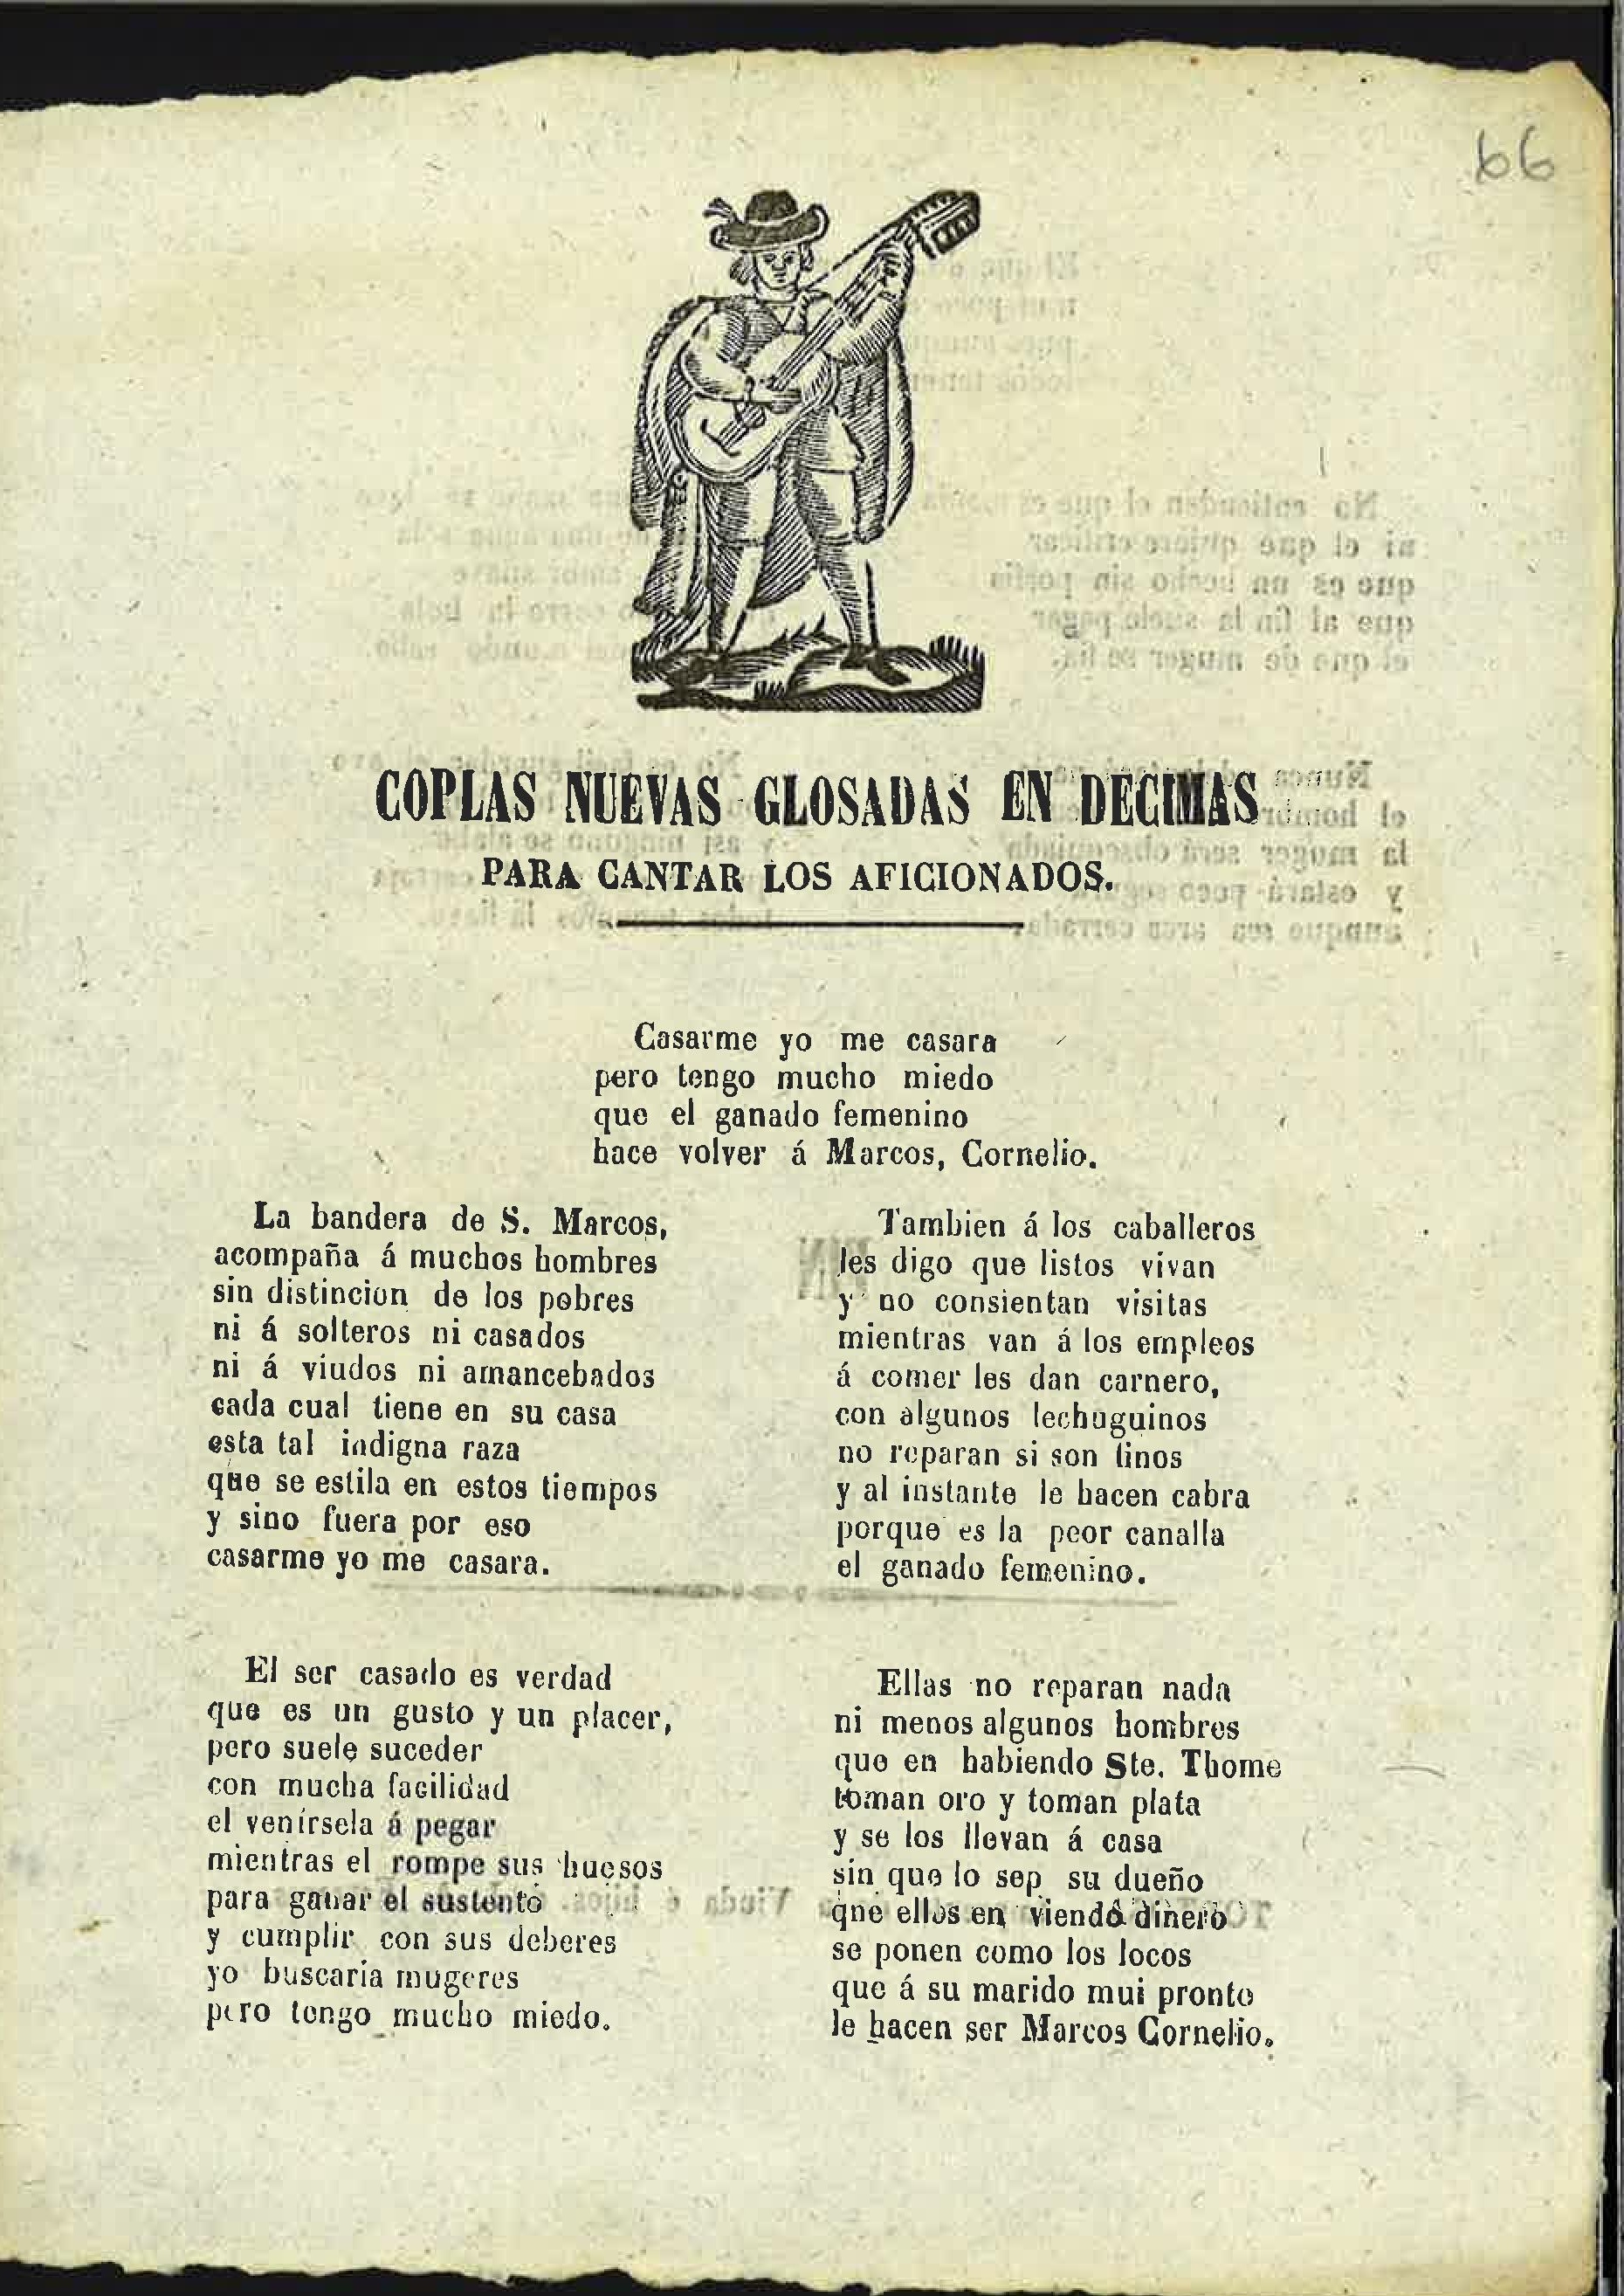 66
COPLAS NUEVAS GLOSADAS EN DECIMAS
PARA CANTAR LOS AFICIONADOS.
Casarme yo me casara
pero tengo mucho miedo
que el ganado femenino
hace volver á Marcos, Cornelio.
La bandera de S. Marcos,
acompaña á muchos hombres
sin distincion de los pobres
ni á solteros ni casados
ni á viudos ni amancebados
cada cual tiene en su casa
esta tal indigna raza
que se estila en estos tiempos
y sino fuera por eso
casarme yo me casara.
El ser casado es verdad
que es un gusto y un placer,
pero suele suceder
con mucha facilidad
el venírsela á pegar
mientras el rompe sus huesos
para ganar el sustento
y cumplir con sus deberes
yo buscaria mugeres
pero tengo mucho miedo.
Tambien á los caballeros
les digo que listos vivan
y no consientan visitas
mientras van á los empleos
á comer les dan carnero,
con algunos lechuguinos
no reparan si son finos
y al instante le hacen cabra
porque es la peor canalla
el ganado femenino.
Ellas no reparan nada
ni menos algunos hombres
que en habiendo Ste. Thome
toman oro y toman plata
y se los llevan á casa
sin que lo sep su dueño
qne ellos en viendo dinero
se ponen como los locos
que á su marido mui pronto
le hacen ser Marcos Cornelio.